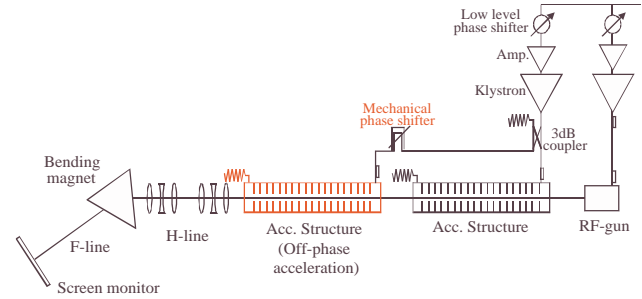 Low level
phase shifter
Amp.
Klystron
Mechanical
phase shifter
3dB
coupler
Bending
magnet
H-line
F-line
Acc. Structure
(Off-phase
acceleration)
Acc. Structure
RF-gun
Screen monitor